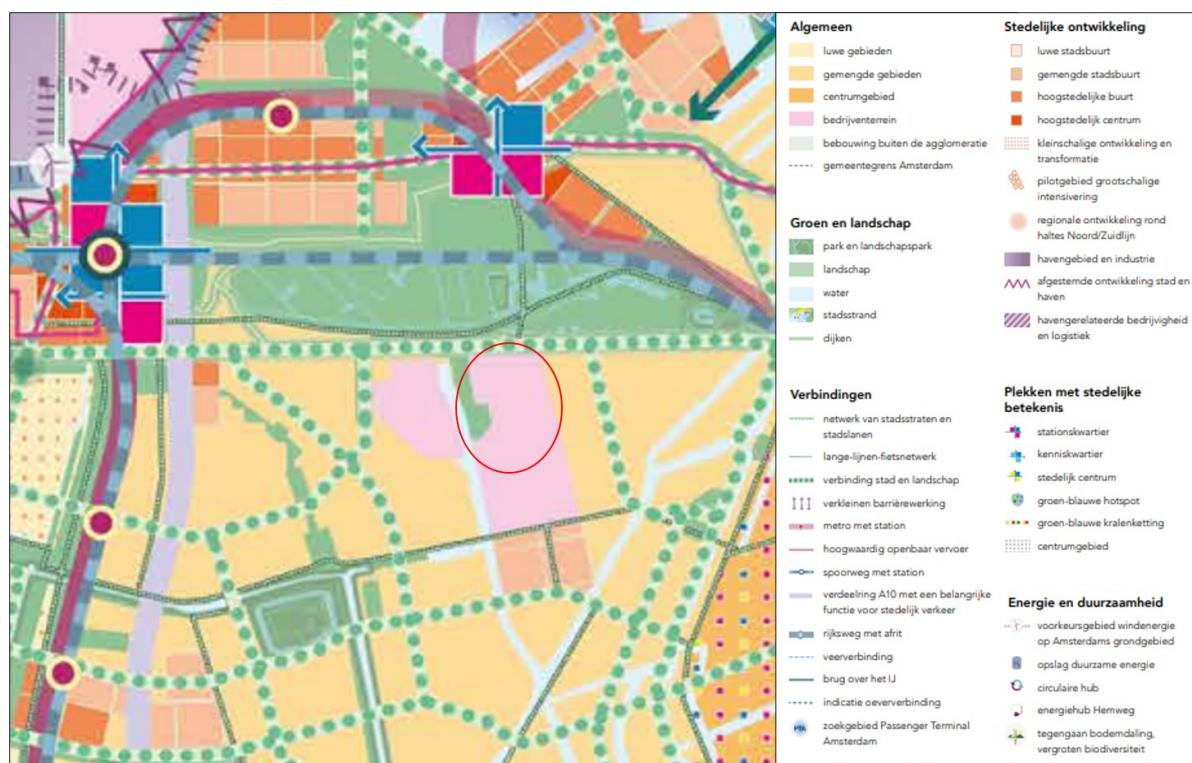 Algemeen
luwe gebieden
gemengde gebieden
centrumgebied
bedrijventerrein
bebouwing buiten de agglomeratie
gemeentegrens Amsterdam
Groen en landschap
park en landschapspark
landschap
water
stadsstrand
dijken
Verbindingen
netwerk van stadsstraten en
stadslanen
lange-lijnen-fietsnetwerk
verbinding stad en landschap
verkleinen barrièrewerking
metro met station
hoogwaardig openbaar vervoer
spoorweg met station
verdeelring A10 met een belangrijke
functie voor stedelijk verkeer
rijksweg met afrit
veerverbinding
brug over het IJ
indicatie oeververbinding
PTA
zoekgebied Passenger Terminal
Amsterdam
Stedelijke ontwikkeling
luwe stadsbuurt
gemengde stadsbuurt
hoogstedelijke buurt
hoogstedelijk centrum
kleinschalige ontwikkeling en
transformatie
pilotgebied grootschalige
intensivering
regionale ontwikkeling rond
haltes Noord/Zuidlijn
havengebied en industrie
afgestemde ontwikkeling stad en
haven
havengerelateerde bedrijvigheid
en logistiek
Plekken met stedelijke
betekenis
stationskwartier
kenniskwartier
stedelijk centrum
groen-blauwe hotspot
groen-blauwe kralenketting
centrumgebied
Energie en duurzaamheid
voorkeursgebied windenergie
op Amsterdams grondgebied
opslag duurzame energie
circulaire hub
energiehub Hemweg
tegengaan bodemdaling,
vergroten biodiversiteit